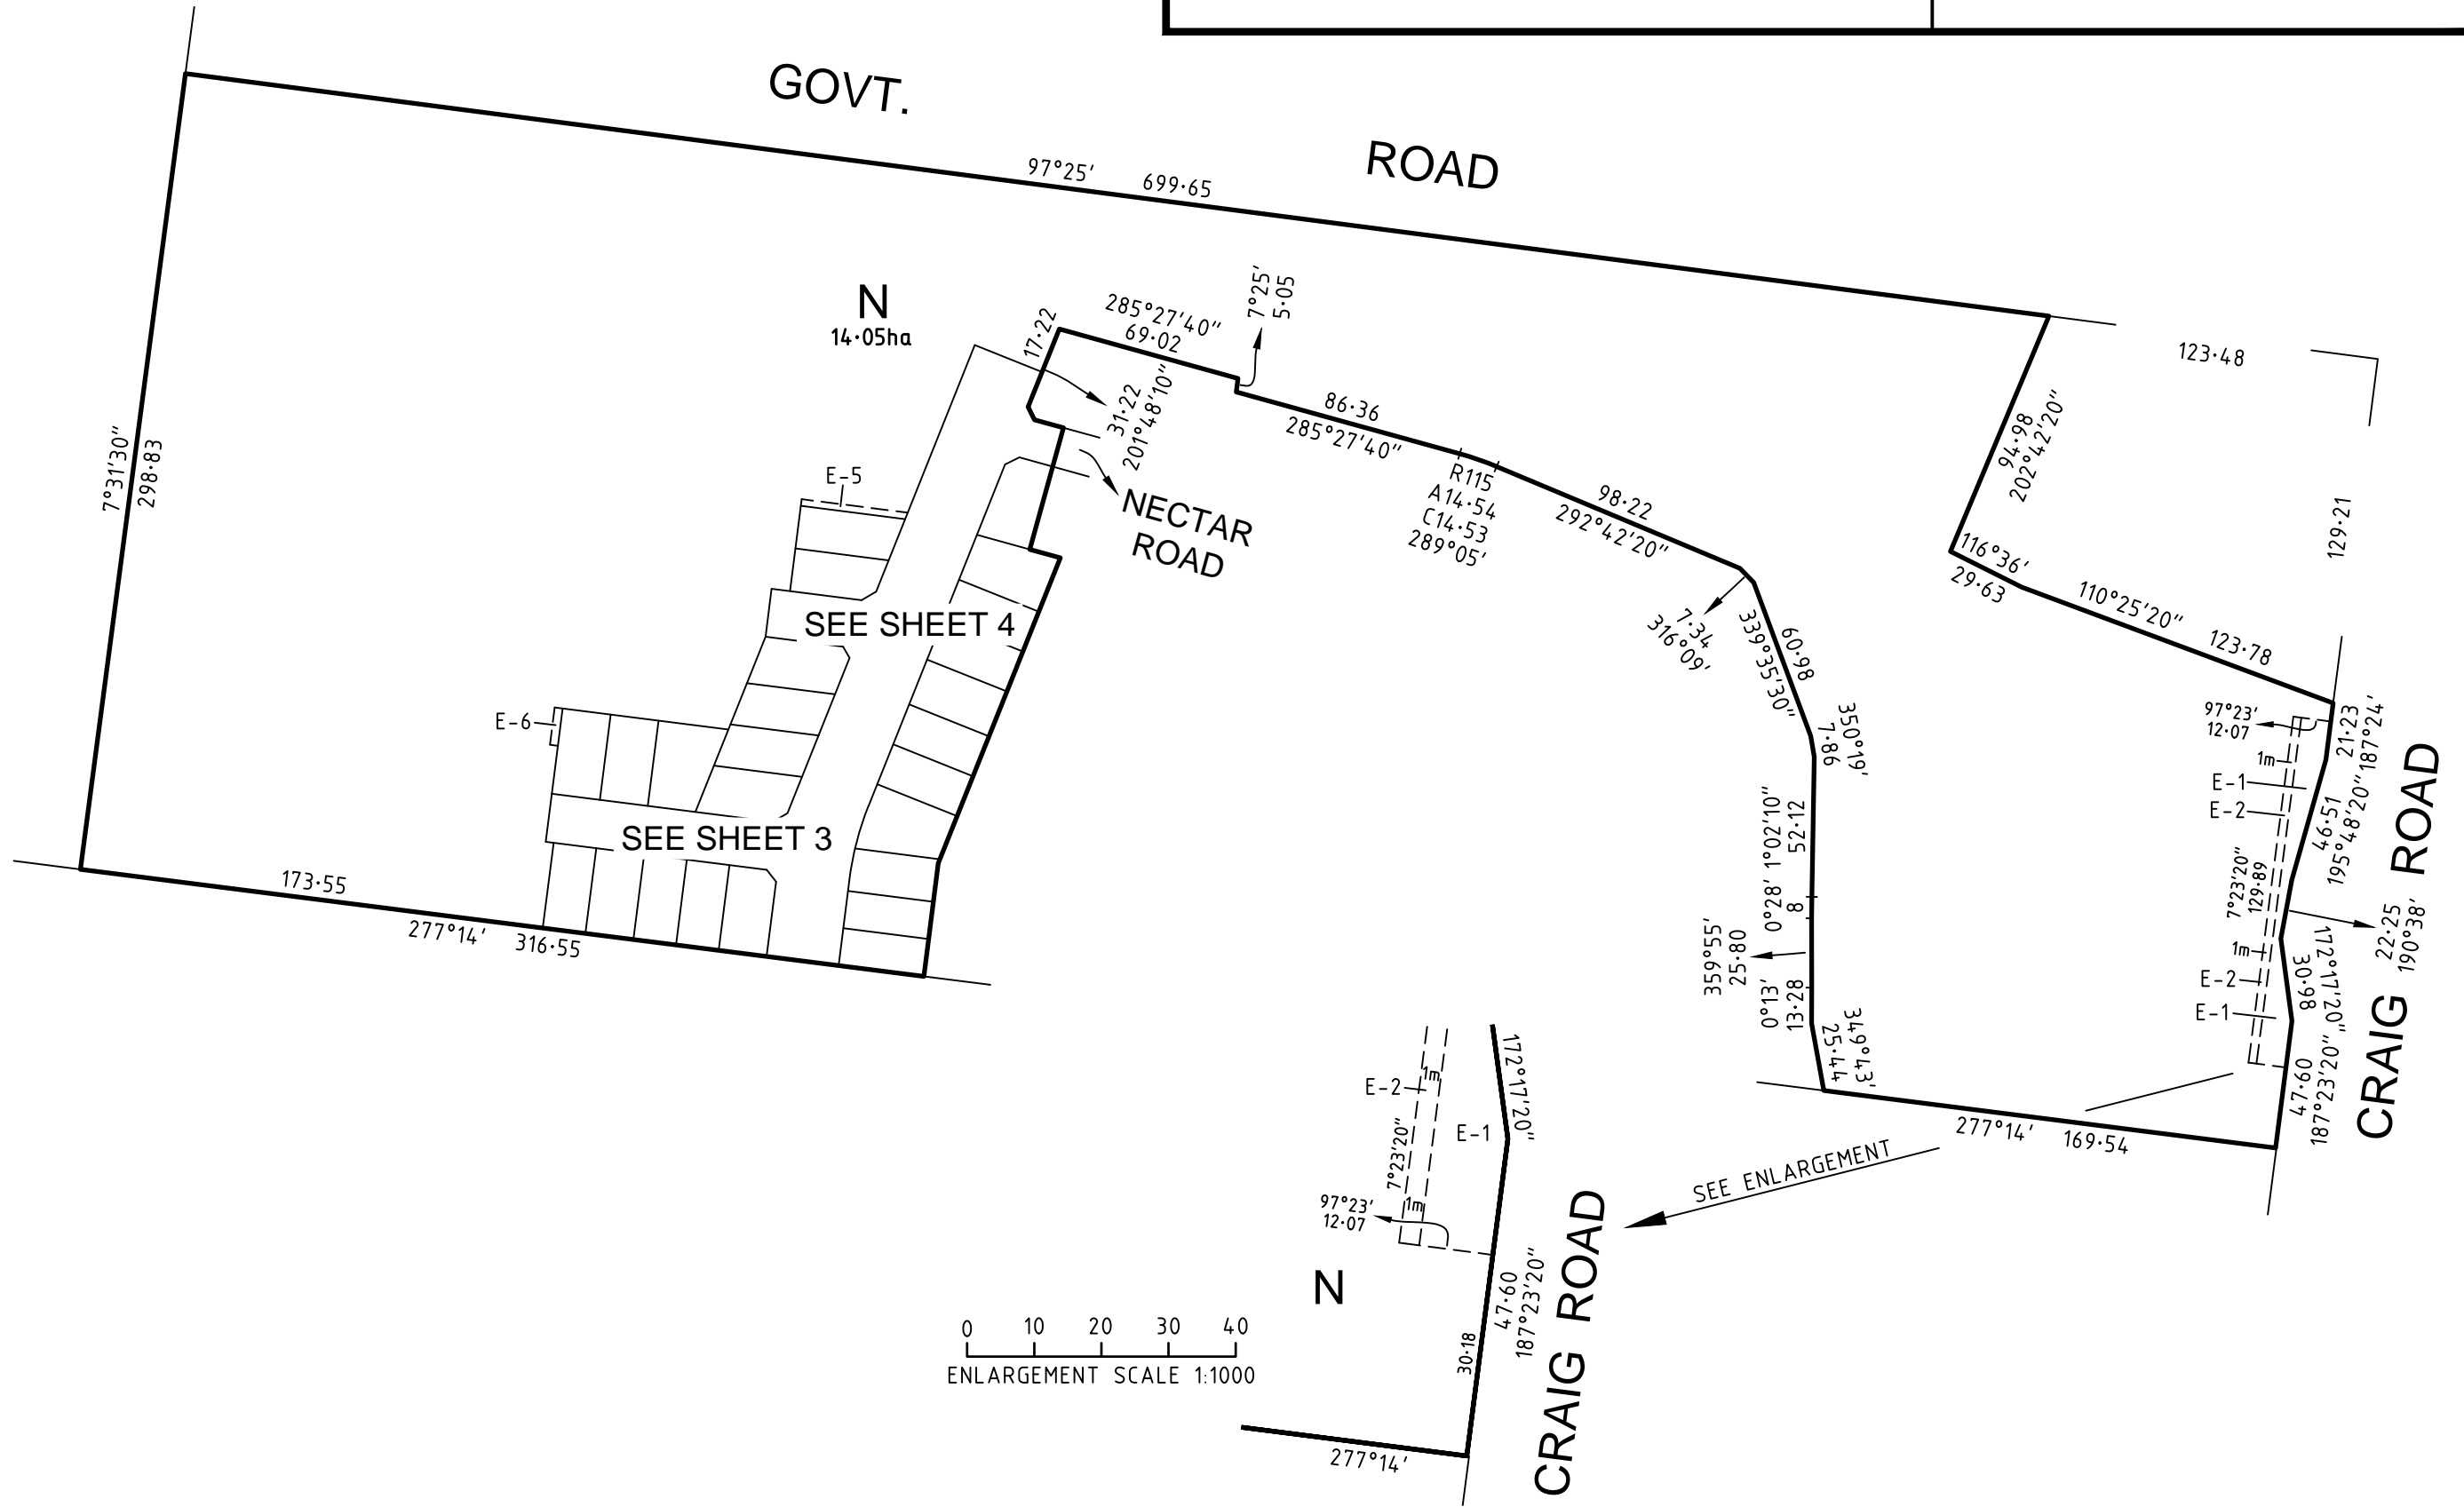 GOVT.
ROAD
97°25' 699·65
N
14·05ha
7°31'30"
298·83
17·22
285°27'40"
69·02
7°25'
5·05
31·22
201°48'10"
86·36
285°27'40"
R115
A14·54
C14·53
289°05'
98·22
292°42'20"
123·48
94·98
202°42'20"
129·21
116°36'
29·63
110°25'20" 123·78
NECTAR
ROAD
E-5
SEE SHEET 4
E-6
SEE SHEET 3
173·55
277°14' 316·55
7·34
316°09'
60·98
339°35'30"
350°19'
7·86
1°02'10"
52·12
0°28'
8
359°55'
25·80
0°13'
13·28
349°43'
25·44
97°23'
12·07
1m
E-1
E-2
7°23'20"
129·89
1m
E-2
E-1
21·23
187°24'
46·51
195°48'20"
22·25
190°38'
30·98
172°17'20"
47·60
187°23'20"
CRAIG ROAD
277°14' 169·54
SEE ENLARGEMENT
172°17'20"
E-2
1m
E-1
7°23'20"
97°23'
12·07
1m
N
47·60
187°23'20"
30·18
CRAIG ROAD
277°14'
0 10 20 30 40
ENLARGEMENT SCALE 1:1000